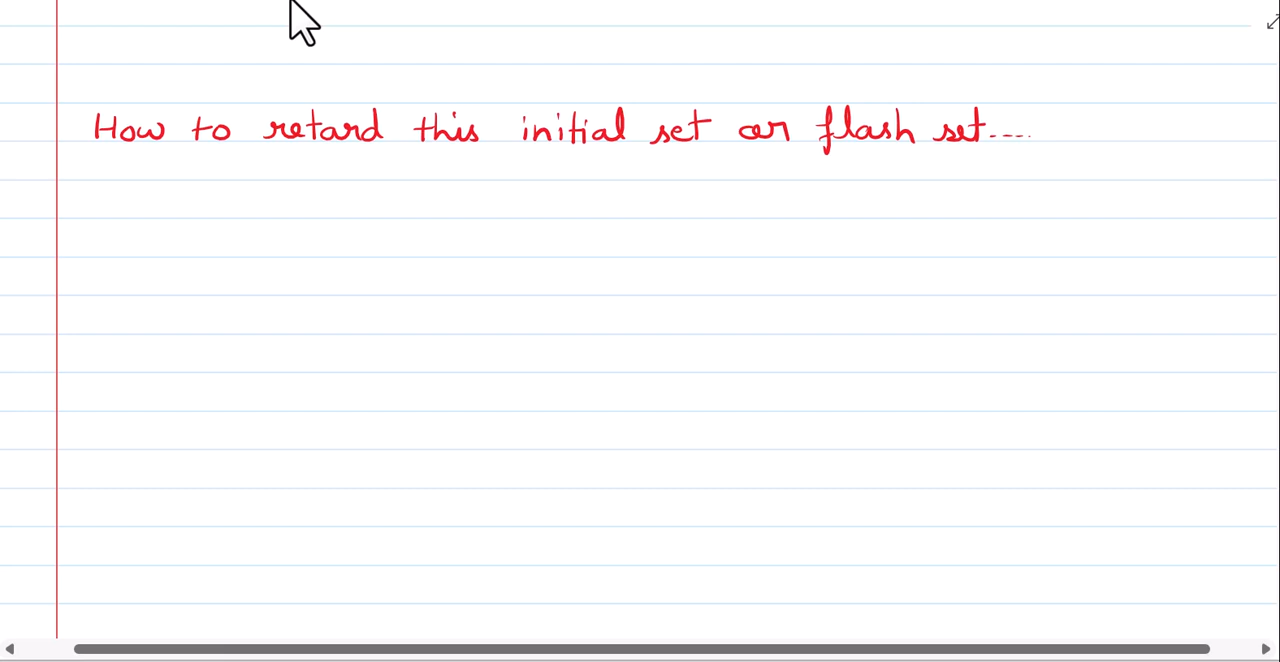 How to retard this initial set or flash set....